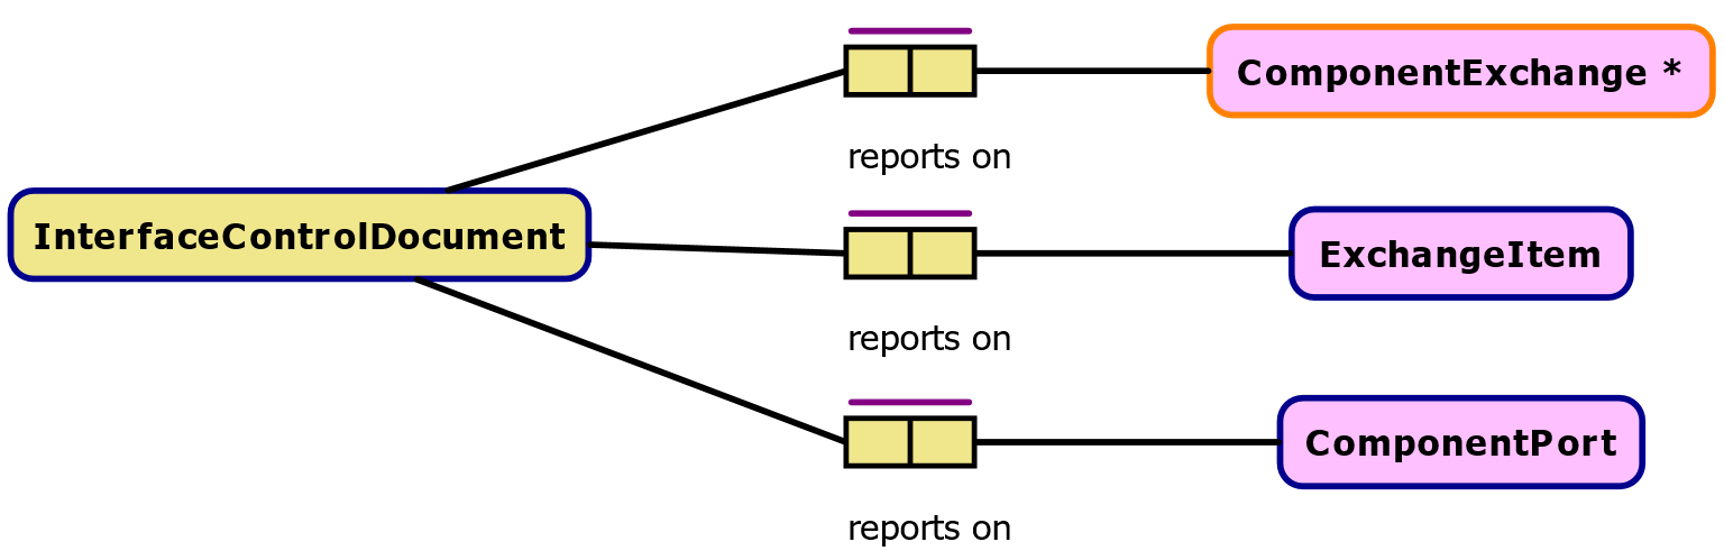 ComponentExchange *
reports on
InterfaceControlDocument
ExchangeItem
reports on
ComponentPort
reports on